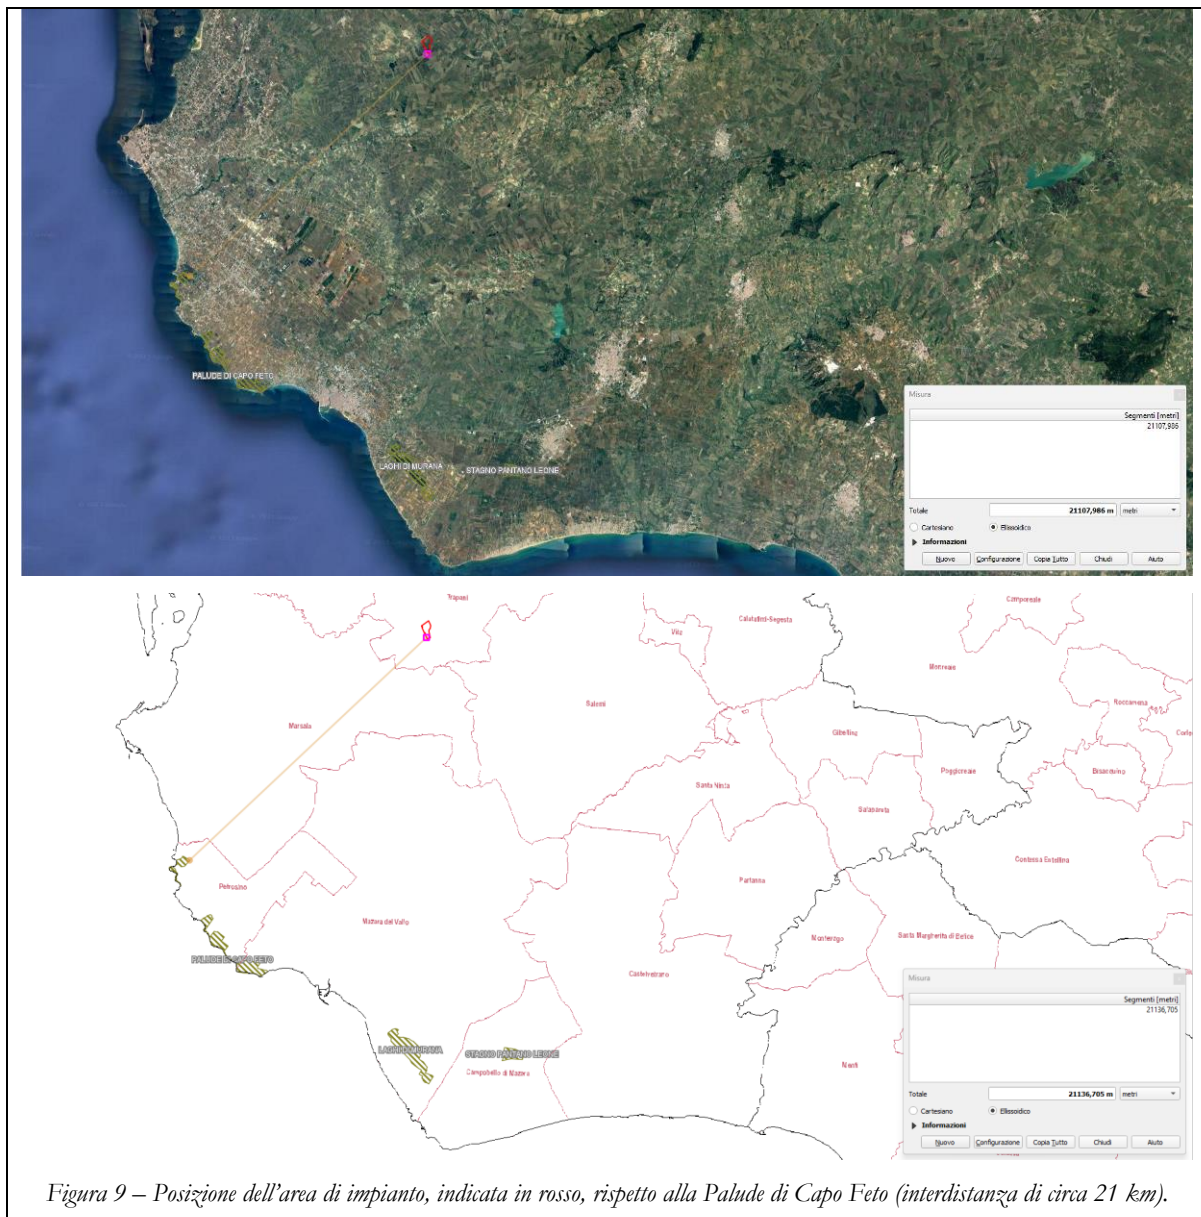 PALUDE DI CAPO FETO
LAGHI DI MURANA
STAGNO PANTANO LEONE
Misura
Segmenti [metri]
21107,986
Totale
21107,986 m
metri
Cartesiano
Ellissoidico
Informazioni
Nuovo
Configurazione
Copia Tutto
Chiudi
Aiuto
Trapani
Camporeale
Calatafimi-Segesta
Vita
Monreale
Marsala
Salemi
Roccamena
Gibellina
Poggioreale
Bisacquino
Santa Ninfa
Salaparuta
Contessa Entellina
Partanna
Petrosino
Mazara del Vallo
Montevago
Santa Margherita di Belice
PALUDE DI CAPO FETO
Castelvetrano
LAGHI DI MURANA
STAGNO PANTANO LEONE
Campobello di Mazara
Menfi
Misura
Segmenti [metri]
21136,705
Totale
21136,705 m
metri
Cartesiano
Ellissoidico
Informazioni
Nuovo
Configurazione
Copia Tutto
Chiudi
Aiuto
Figura 9 – Posizione dell'area di impianto, indicata in rosso, rispetto alla Palude di Capo Feto (interdistanza di circa 21 km).